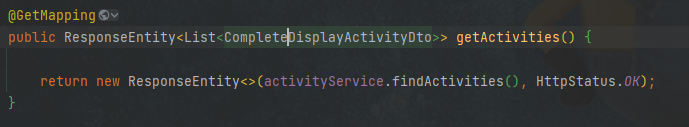 @GetMapping
public ResponseEntity<List<CompleteDisplayActivityDto>> getActivities() {
return new ResponseEntity<>(activityService.findActivities(), HttpStatus.OK);
}